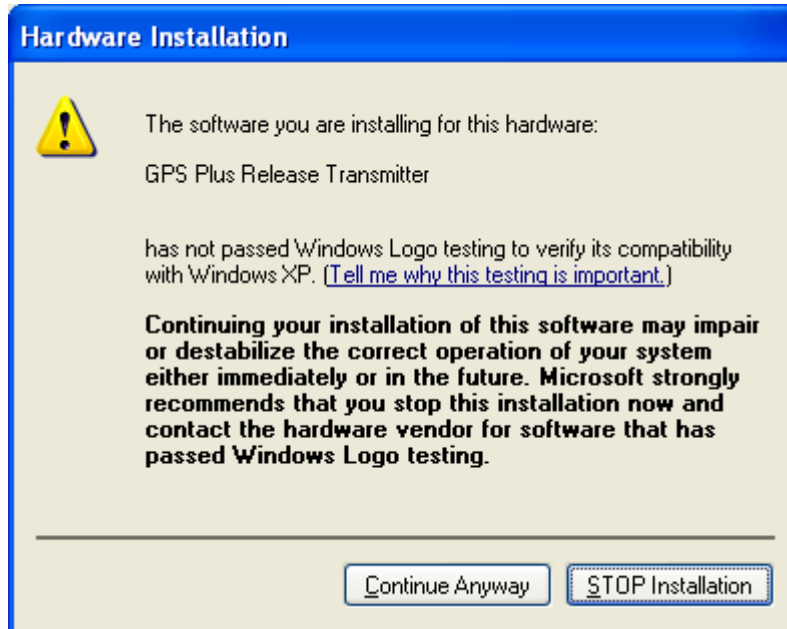 Hardware Installation
The software you are installing for this hardware:
GPS Plus Release Transmitter
has not passed Windows Logo testing to verify its compatibility
with Windows XP. (Tell me why this testing is important.)
Continuing your installation of this software may impair
or destabilize the correct operation of your system
either immediately or in the future. Microsoft strongly
recommends that you stop this installation now and
contact the hardware vendor for software that has
passed Windows Logo testing.
Continue Anyway
STOP Installation